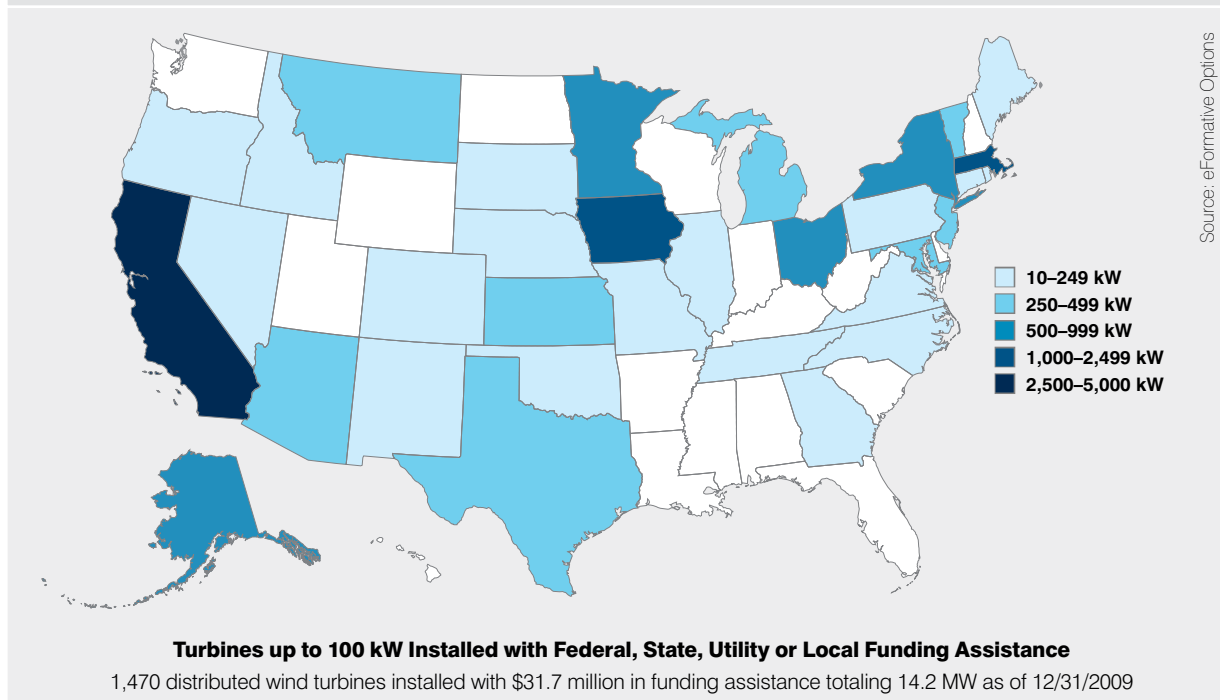 Source: eFormative Options
10–249 kW
250–499 kW
500–999 kW
1,000–2,499 kW
2,500–5,000 kW
Turbines up to 100 kW Installed with Federal, State, Utility or Local Funding Assistance
1,470 distributed wind turbines installed with $31.7 million in funding assistance totaling 14.2 MW as of 12/31/2009